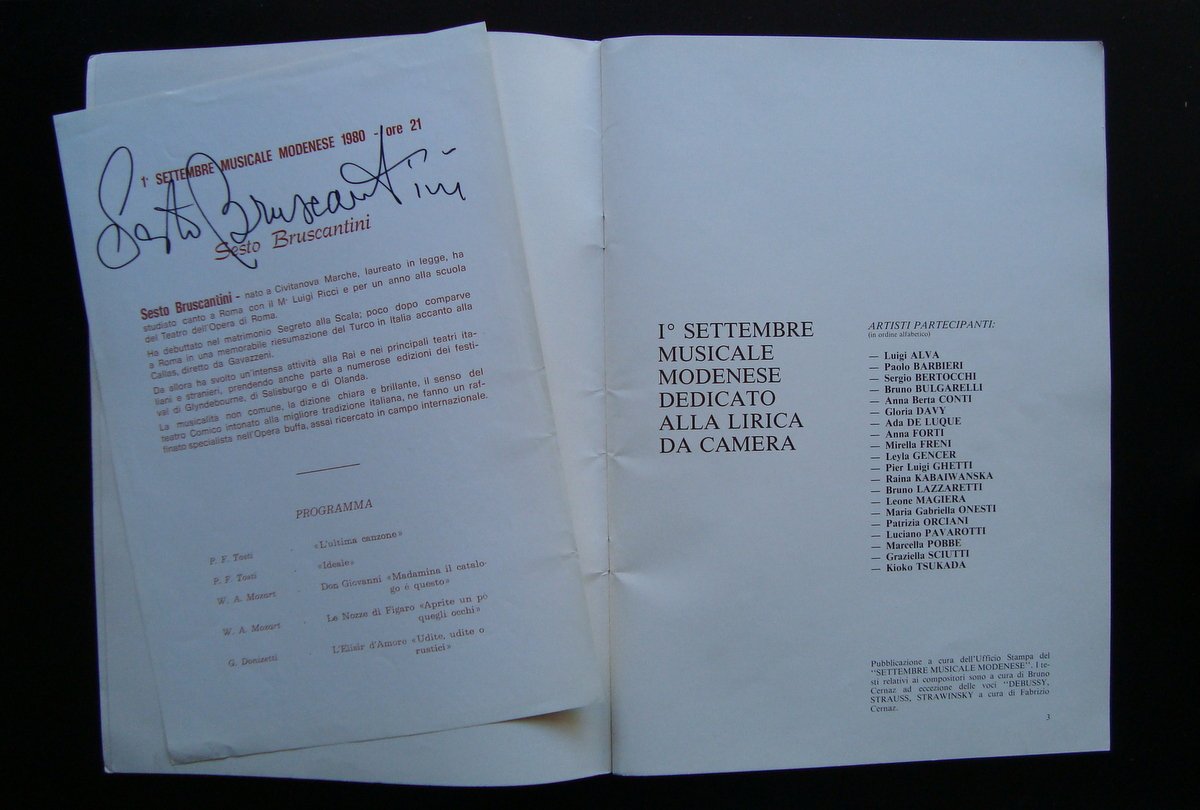 1° SETTEMBRE MUSICALE MODENESE 1980 - ore 21
Sesto Bruscantini
Sesto Bruscantini
Sesto Bruscantini - nato a Civitanova Marche, laureato in legge, ha
studiato canto a Roma con il M° Luigi Ricci e per un anno alla scuola
del Teatro dell'Opera di Roma.
Ha debuttato nel matrimonio Segreto alla Scala; poco dopo comparve
a Roma in una memorabile riesumazione del Turco in Italia accanto alla
Callas, diretto da Gavazzeni.
Da allora ha svolto un'intensa attività alla Rai e nei principali teatri ita-
liani e stranieri, prendendo anche parte a numerose edizioni dei festi-
val di Glyndebourne, di Salisburgo e di Olanda.
La musicalità non comune, la dizione chiara e brillante, il senso del
teatro Comico intonato alla migliore tradizione italiana, ne fanno un raf-
finato specialista nell'Opera buffa, assai ricercato in campo internazionale.
PROGRAMMA
P. F. Tosti «L'ultima canzone»
P. F. Tosti «Ideale»
W. A. Mozart Don Giovanni «Madamina il catalo-
go è questo»
W. A. Mozart Le Nozze di Figaro «Aprite un po
quegli occhi»
G. Donizetti L'Elisir d'Amore «Udite, udite o
rustici»
I° SETTEMBRE
MUSICALE
MODENESE
DEDICATO
ALLA LIRICA
DA CAMERA
ARTISTI PARTECIPANTI:
(in ordine alfabetico)
— Luigi ALVA
— Paolo BARBIERI
— Sergio BERTOCCHI
— Bruno BULGARELLI
— Anna Berta CONTI
— Gloria DAVY
— Ada DE LUQUE
— Anna FORTI
— Mirella FRENI
— Leyla GENCER
— Pier Luigi GHETTI
— Raina KABAIWANSKA
— Bruno LAZZARETTI
— Leone MAGIERA
— Maria Gabriella ONESTI
— Patrizia ORCIANI
— Luciano PAVAROTTI
— Marcella POBBE
— Graziella SCIUTTI
— Kioko TSUKADA
Pubblicazione a cura dell'Ufficio Stampa del
"SETTEMBRE MUSICALE MODENESE". I te-
sti relativi ai compositori sono a cura di Bruno
Cernaz ad eccezione delle voci "DEBUSSY,
STRAUSS, STRAWINSKY a cura di Fabrizio
Cernaz.
3